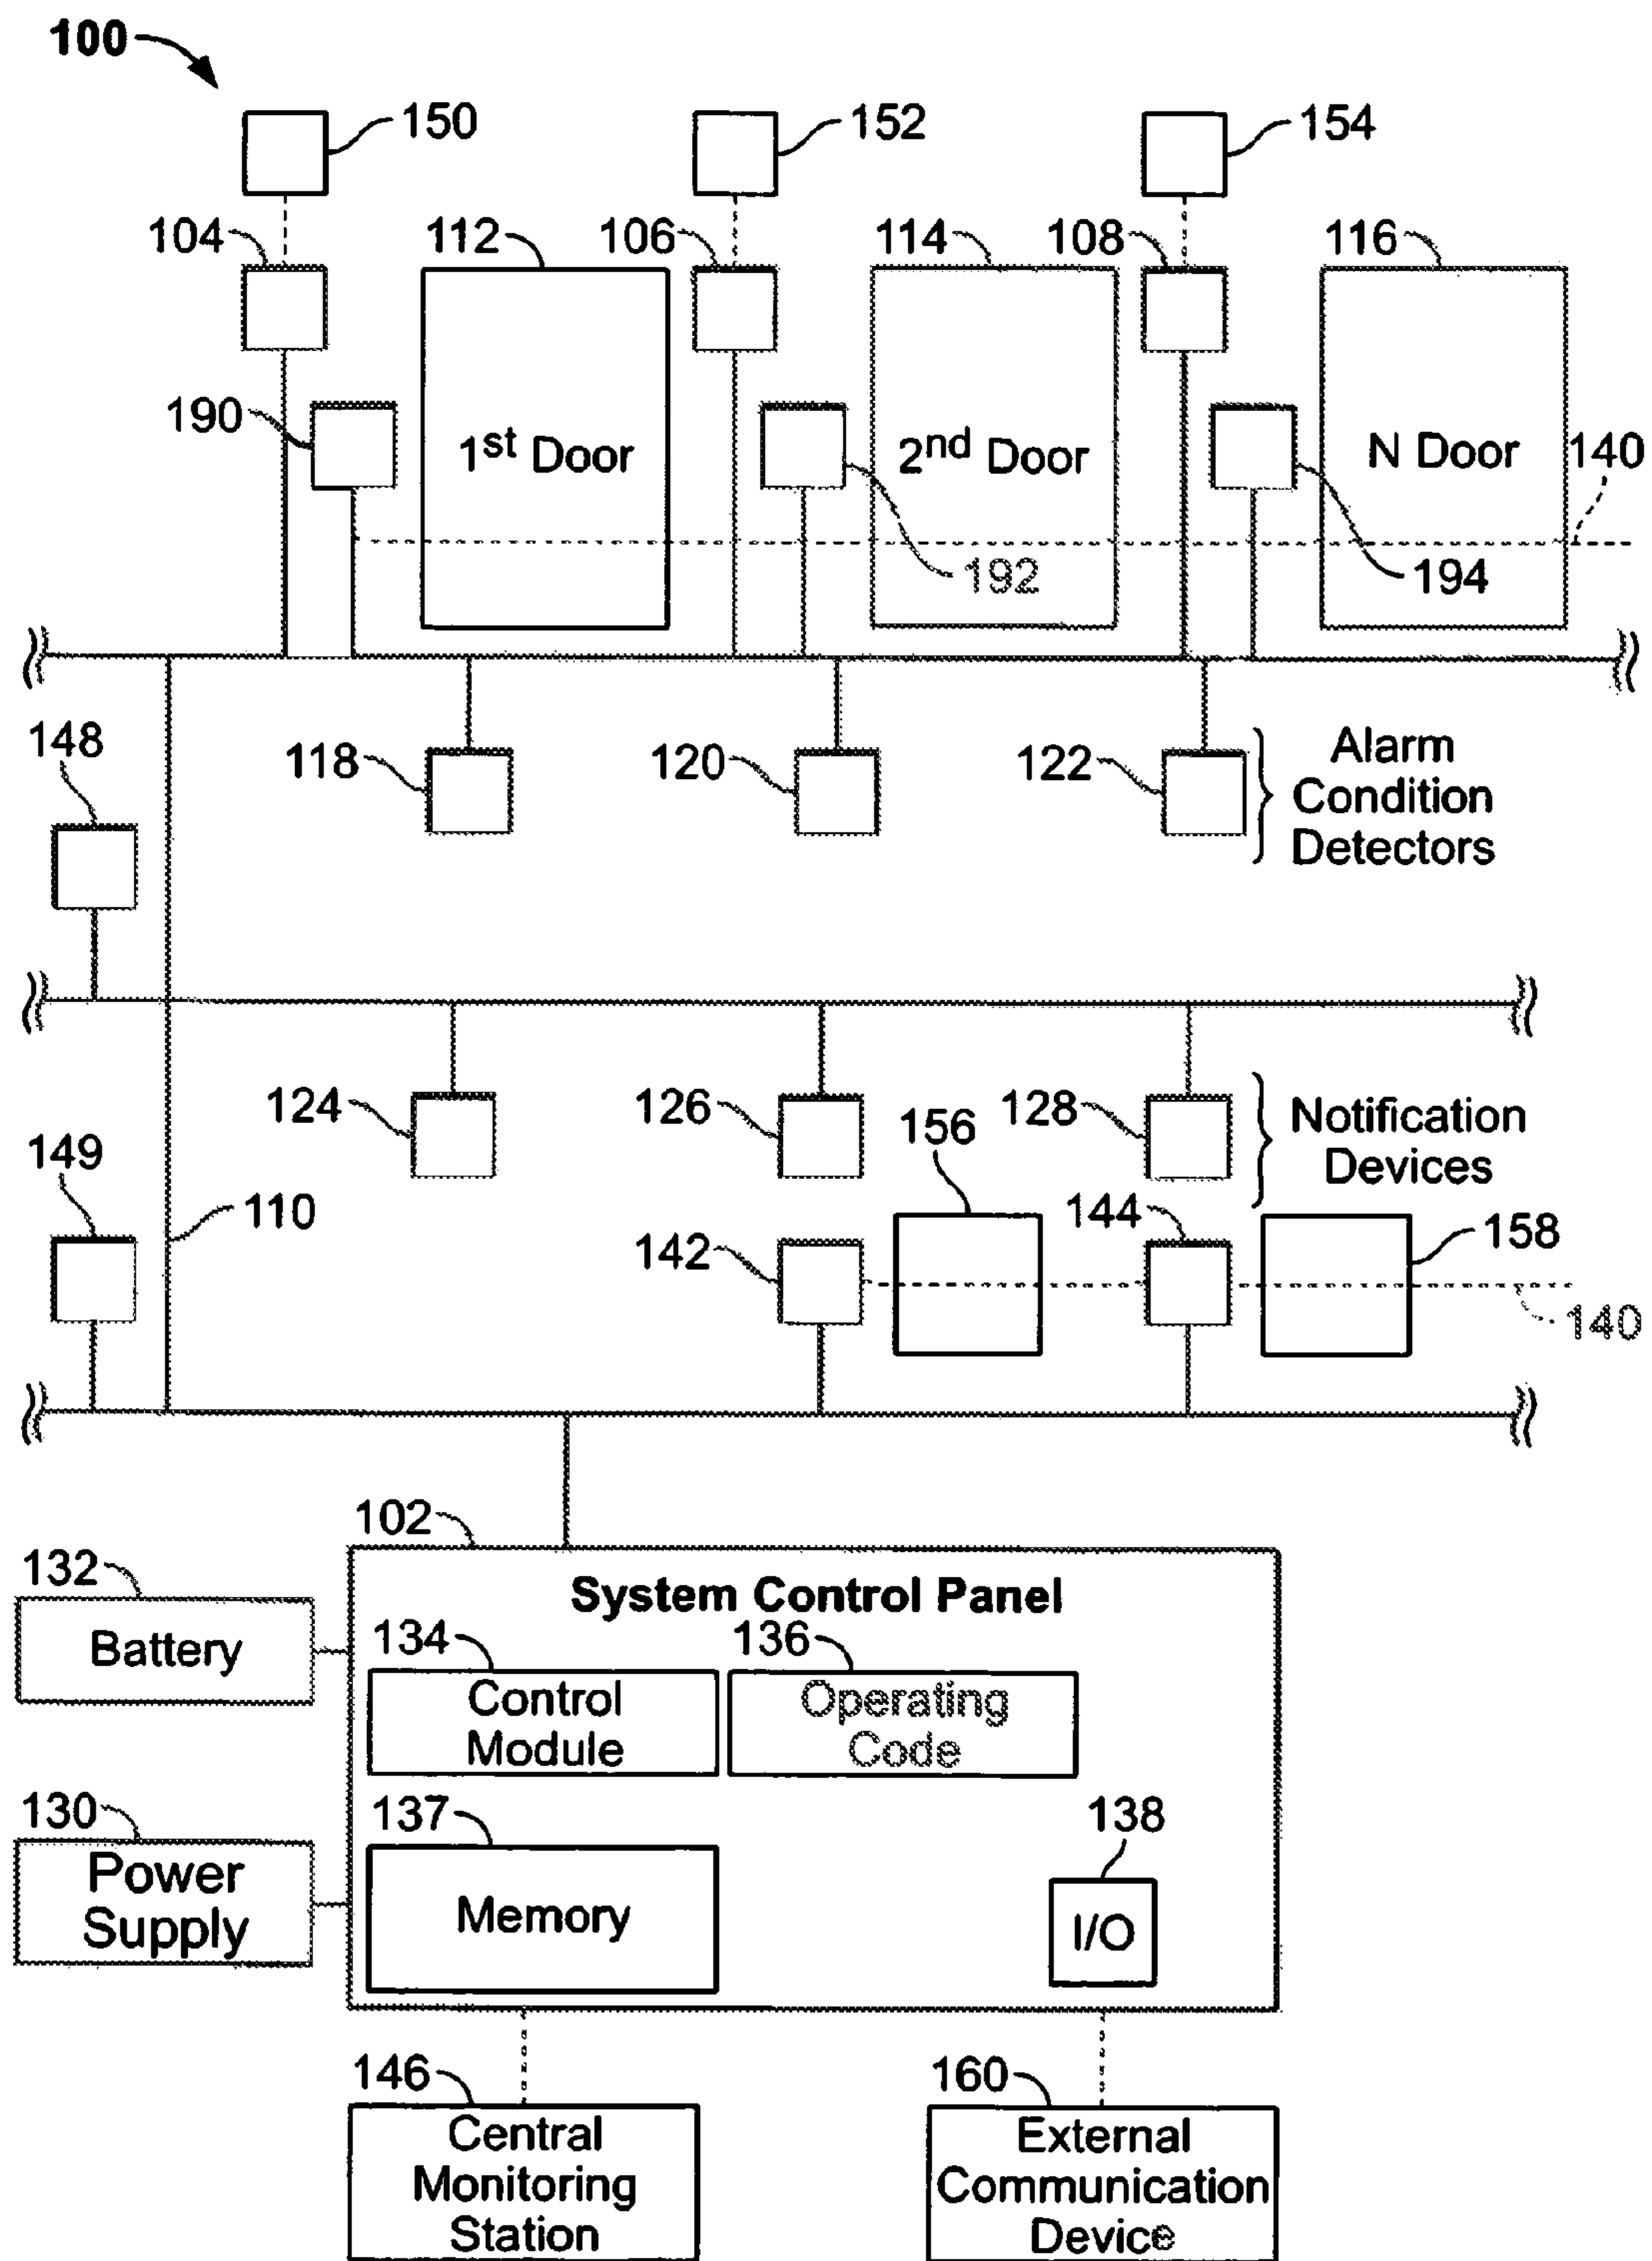 100
150
152
154
104
112
106
114
108
116
190
1st Door
2nd Door
N Door
140
192
194
148
118
120
122
Alarm
Condition
Detectors
124
126
156
128
Notification
Devices
149
110
142
144
158
140
102
132
System Control Panel
Battery
134
136
Control
Module
Operating
Code
130
137
138
Power
Supply
Memory
I/O
146
160
Central
Monitoring
Station
External
Communication
Device